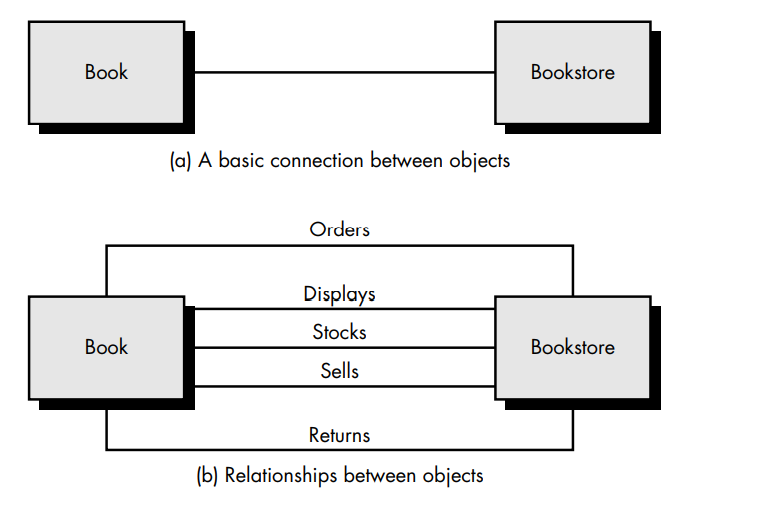 Book
Bookstore
(a) A basic connection between objects
Orders
Displays
Stocks
Book
Bookstore
Sells
Returns
(b) Relationships between objects